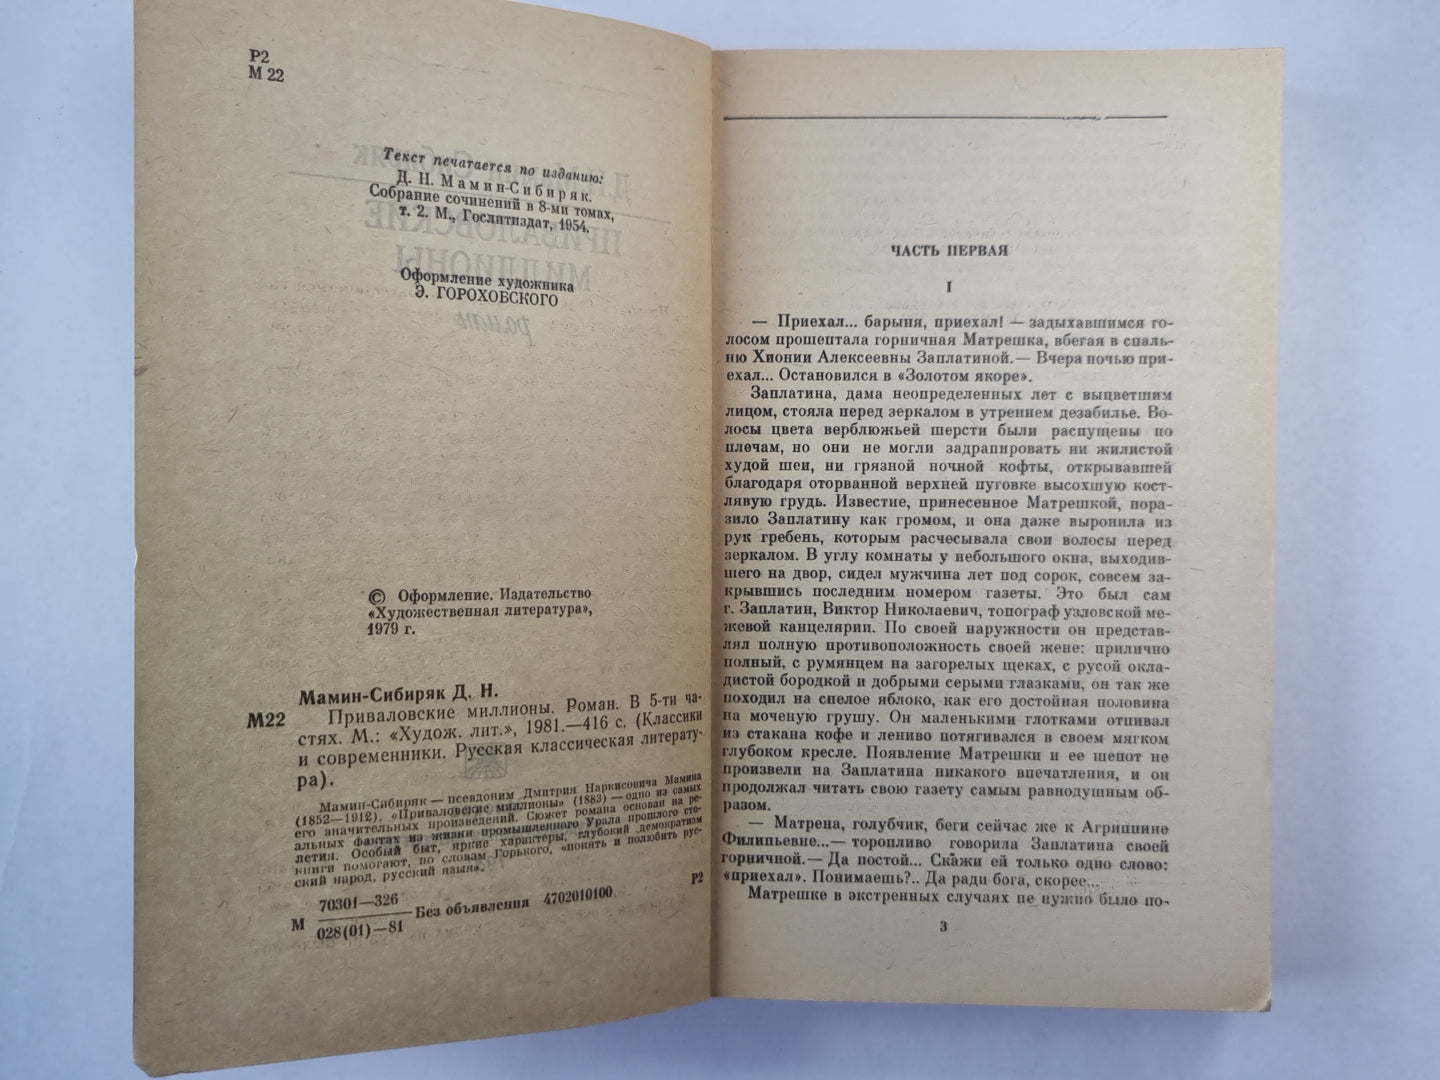 Р2
М 22
Текст печатается по изданию:
Д. Н. Мамин-Сибиряк.
Собрание сочинений в 8-ми томах,
т. 2. М., Гослитиздат, 1954.
Оформление художника
Э. ГОРОХОВСКОГО
© Оформление. Издательство
«Художественная литература»,
1979 г.
Мамин-Сибиряк Д. Н.
М22 Приваловские миллионы. Роман. В 5-ти ча-
стях. М.: «Худож. лит.», 1981.—416 с. (Классики
и современники. Русская классическая литерату-
ра).
Мамин-Сибиряк — псевдоним Дмитрия Наркисовича Мамина
(1852—1912). «Приваловские миллионы» (1883) — одно из самых
его значительных произведений. Сюжет романа основан на ре-
альных фактах из жизни промышленного Урала прошлого сто-
летия. Особый быт, яркие характеры, глубокий демократизм
книги помогают, по словам Горького, «понять и полюбить рус-
ский народ, русский язык».
70301—326
М ——— Без объявления 4702010100 Р2
028(01)—81
ЧАСТЬ ПЕРВАЯ
I
— Приехал... барыня, приехал! — задыхавшимся го-
лосом прошептала горничная Матрешка, вбегая в спаль-
ню Хионии Алексеевны Заплатиной.— Вчера ночью при-
ехал... Остановился в «Золотом якоре».
Заплатина, дама неопределенных лет с выцветшим
лицом, стояла перед зеркалом в утреннем дезабилье. Во-
лосы цвета верблюжьей шерсти были распущены по
плечам, но они не могли задрапировать ни жилистой
худой шеи, ни грязной ночной кофты, открывавшей
благодаря оторванной верхней пуговке высохшую кост-
лявую грудь. Известие, принесенное Матрешкой, пора-
зило Заплатину как громом, и она даже выронила из
рук гребень, которым расчесывала свои волосы перед
зеркалом. В углу комнаты у небольшого окна, выходив-
шего на двор, сидел мужчина лет под сорок, совсем за-
крывшись последним номером газеты. Это был сам
г. Заплатин, Виктор Николаевич, топограф узловской ме-
жевой канцелярии. По своей наружности он представ-
лял полную противоположность своей жене: прилично
полный, с румянцем на загорелых щеках, с русой окла-
дистой бородкой и добрыми серыми глазками, он так же
походил на спелое яблоко, как его достойная половина
на моченую грушу. Он маленькими глотками отпивал
из стакана кофе и лениво потягивался в своем мягком
глубоком кресле. Появление Матрешки и ее шепот не
произвели на Заплатина никакого впечатления, и он
продолжал читать свою газету самым равнодушным об-
разом.
— Матрена, голубчик, беги сейчас же к Агриппине
Филипьевне...— торопливо говорила Заплатина своей
горничной.— Да постой... Скажи ей только одно слово:
«приехал». Понимаешь?.. Да ради бога, скорее...
Матрешке в экстренных случаях не нужно было по-
3